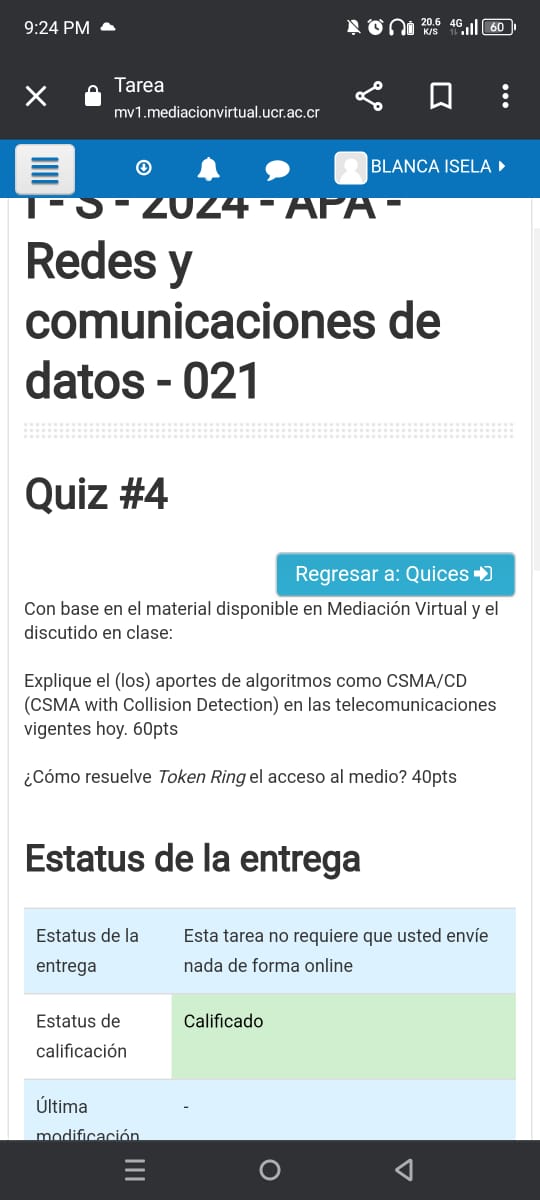 9:24 PM
20.6 K/S 4G 60
Tarea
mv1.mediacionvirtual.ucr.ac.cr
BLANCA ISELA
I - S - 2024 - APA -
Redes y
comunicaciones de
datos - 021
Quiz #4
Regresar a: Quices
Con base en el material disponible en Mediación Virtual y el
discutido en clase:
Explique el (los) aportes de algoritmos como CSMA/CD
(CSMA with Collision Detection) en las telecomunicaciones
vigentes hoy. 60pts
¿Cómo resuelve Token Ring el acceso al medio? 40pts
Estatus de la entrega
Estatus de la
entrega
Esta tarea no requiere que usted envíe
nada de forma online
Estatus de
calificación
Calificado
Última
modificación
-